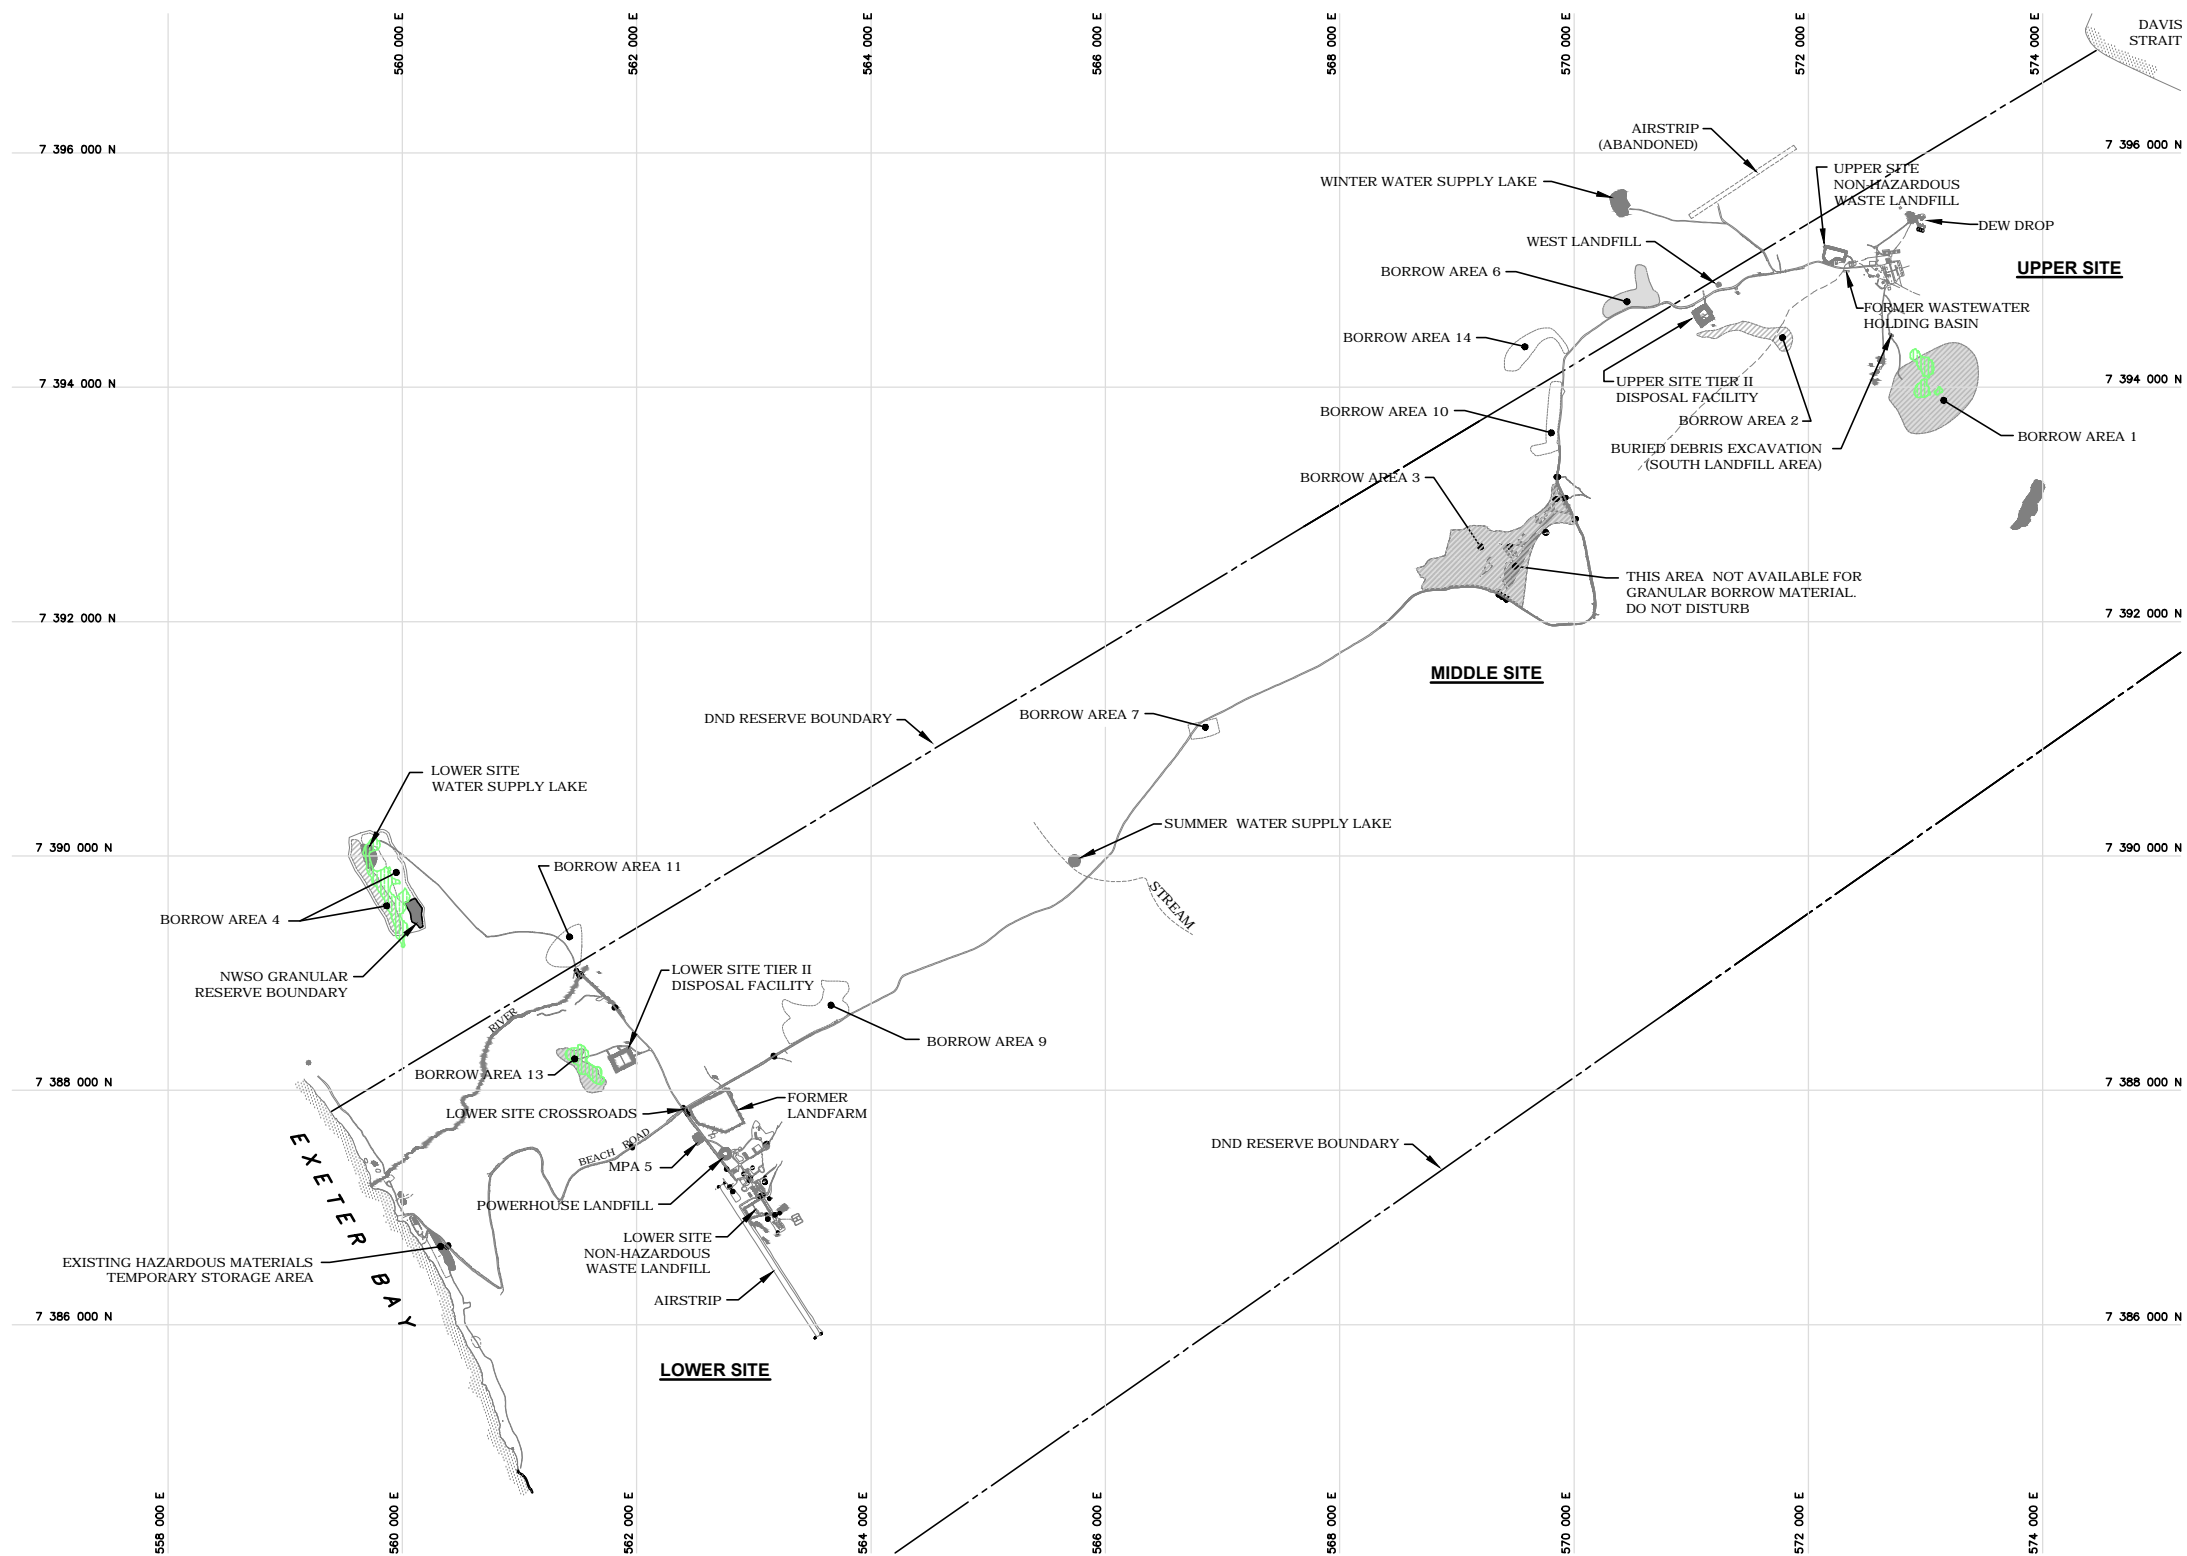 560 000 E
562 000 E
564 000 E
566 000 E
568 000 E
570 000 E
572 000 E
574 000 E
DAVIS
STRAIT
7 396 000 N
7 396 000 N
AIRSTRIP
(ABANDONED)
WINTER WATER SUPPLY LAKE
UPPER SITE
NON-HAZARDOUS
WASTE LANDFILL
DEW DROP
WEST LANDFILL
UPPER SITE
BORROW AREA 6
FORMER WASTEWATER
HOLDING BASIN
BORROW AREA 14
7 394 000 N
7 394 000 N
UPPER SITE TIER II
DISPOSAL FACILITY
BORROW AREA 10
BORROW AREA 2
BORROW AREA 1
BURIED DEBRIS EXCAVATION
(SOUTH LANDFILL AREA)
BORROW AREA 3
THIS AREA  NOT AVAILABLE FOR
GRANULAR BORROW MATERIAL.
DO NOT DISTURB
7 392 000 N
7 392 000 N
MIDDLE SITE
DND RESERVE BOUNDARY
BORROW AREA 7
LOWER SITE
WATER SUPPLY LAKE
SUMMER  WATER SUPPLY LAKE
7 390 000 N
7 390 000 N
BORROW AREA 11
STREAM
BORROW AREA 4
NWSO GRANULAR
RESERVE BOUNDARY
LOWER SITE TIER II
DISPOSAL FACILITY
RIVER
BORROW AREA 9
BORROW AREA 13
7 388 000 N
7 388 000 N
FORMER
LANDFARM
LOWER SITE CROSSROADS
BEACH ROAD
DND RESERVE BOUNDARY
MPA 5
EXETER BAY
POWERHOUSE LANDFILL
LOWER SITE
NON-HAZARDOUS
WASTE LANDFILL
EXISTING HAZARDOUS MATERIALS
TEMPORARY STORAGE AREA
AIRSTRIP
7 386 000 N
7 386 000 N
LOWER SITE
558 000 E
560 000 E
562 000 E
564 000 E
566 000 E
568 000 E
570 000 E
572 000 E
574 000 E